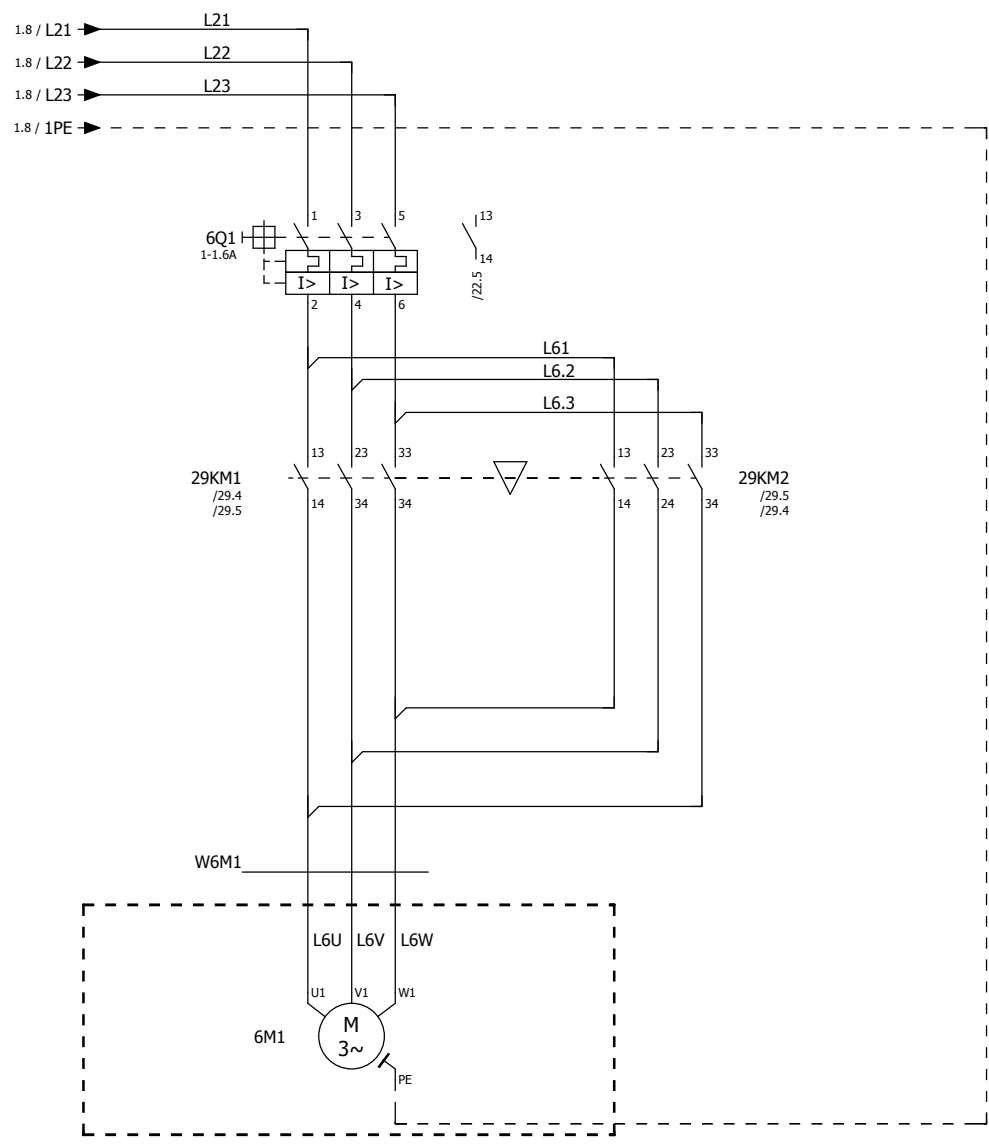 1.8 / L21
L21
1.8 / L22
L22
1.8 / L23
L23
1.8 / 1PE
1 3 5 13
6Q1
1-1.6A
14
I> I> I>
/22.5
2 4 6
L61
L6.2
L6.3
13 23 33 13 23 33
29KM1 29KM2
/29.4 /29.5
/29.5 /29.4
14 34 34 14 24 34
W6M1
L6U L6V L6W
U1 V1 W1
6M1
M
3~
PE